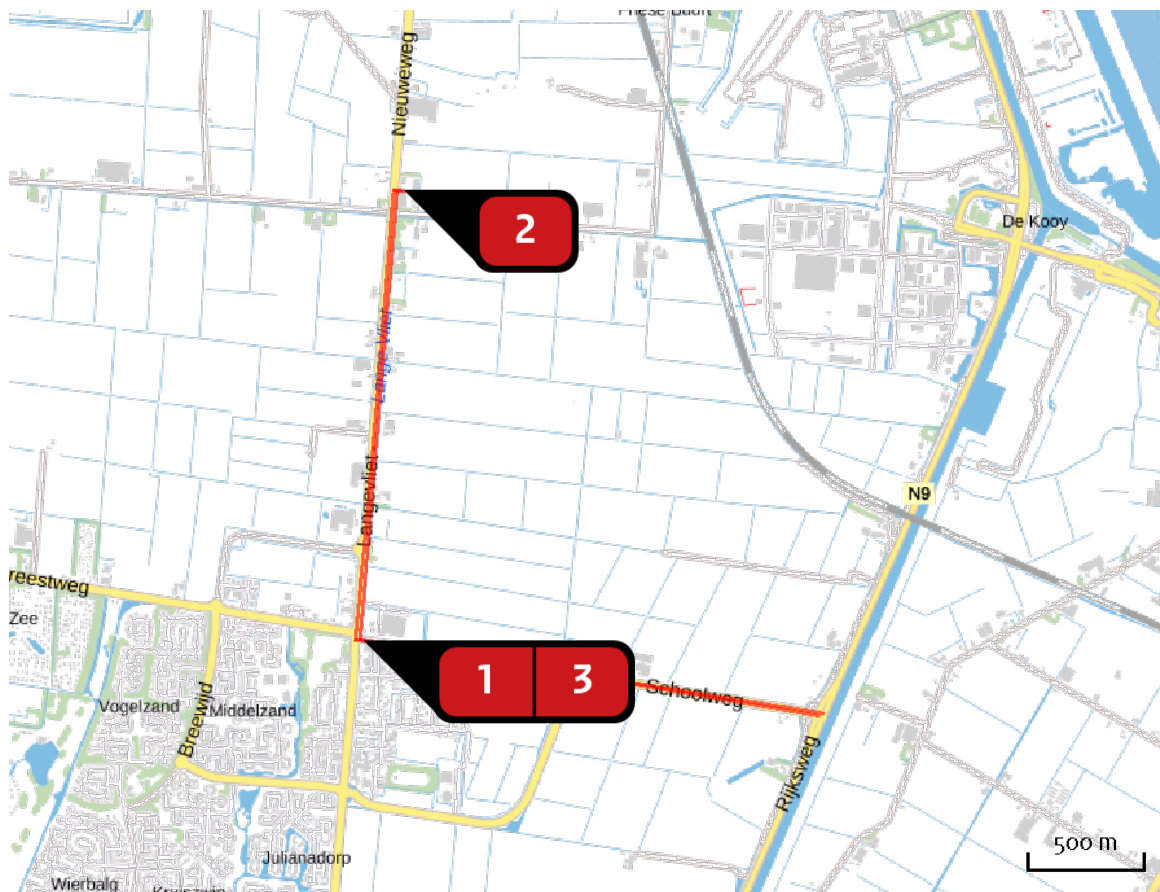 Friese Buurt
Nieuweweg
2
De Kooy
Lange Vliet
Langevliet
N9
reestweg
Zee
1 3
Schoolweg
Vogelzand
Middelzand
Breewijd
Rijksweg
500 m
Julianadorp
Wierbalg